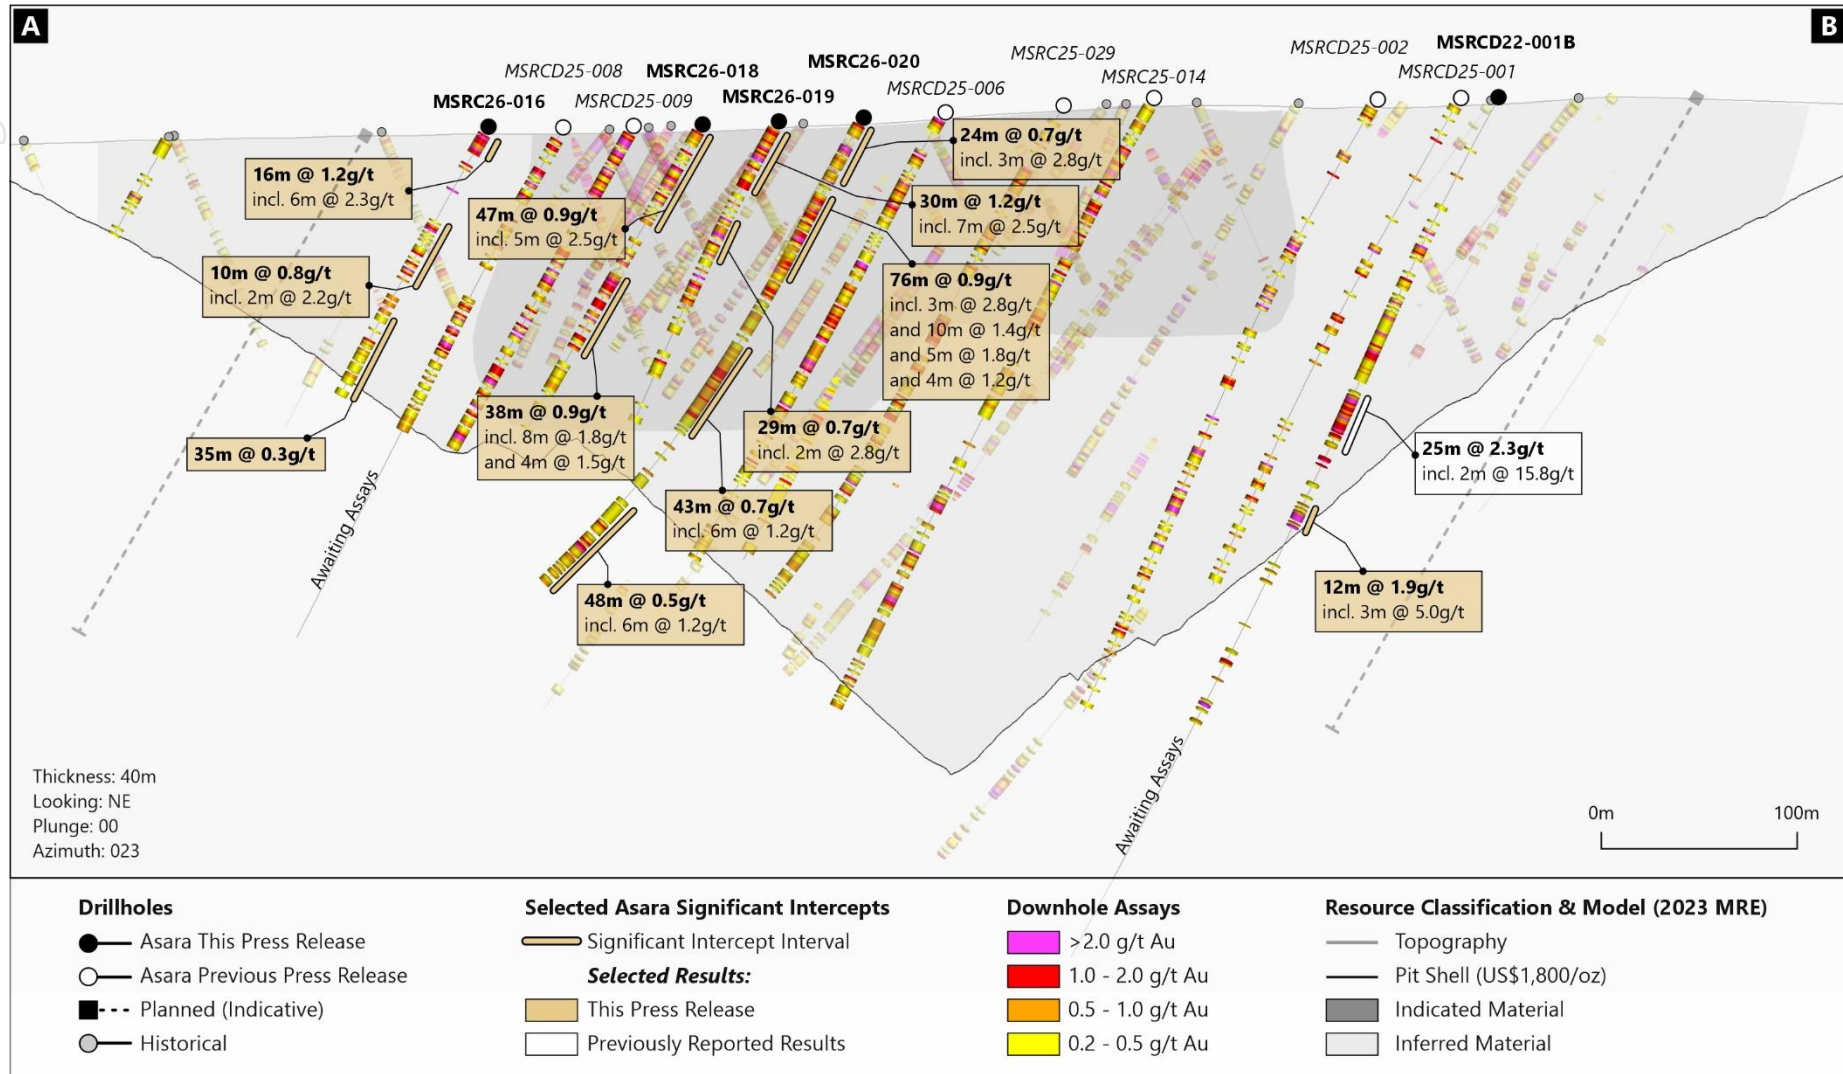 A
B
MSRCD25-008
MSRC26-018
MSRC26-020
MSRC25-029
MSRCD25-002
MSRCD22-001B
MSRC26-016
MSRCD25-009
MSRC26-019
MSRCD25-006
MSRC25-014
MSRCD25-001
16m @ 1.2g/t
incl. 6m @ 2.3g/t
10m @ 0.8g/t
incl. 2m @ 2.2g/t
35m @ 0.3g/t
47m @ 0.9g/t
incl. 5m @ 2.5g/t
38m @ 0.9g/t
incl. 8m @ 1.8g/t
and 4m @ 1.5g/t
48m @ 0.5g/t
incl. 6m @ 1.2g/t
43m @ 0.7g/t
incl. 6m @ 1.2g/t
29m @ 0.7g/t
incl. 2m @ 2.8g/t
24m @ 0.7g/t
incl. 3m @ 2.8g/t
30m @ 1.2g/t
incl. 7m @ 2.5g/t
76m @ 0.9g/t
incl. 3m @ 2.8g/t
and 10m @ 1.4g/t
and 5m @ 1.8g/t
and 4m @ 1.2g/t
25m @ 2.3g/t
incl. 2m @ 15.8g/t
12m @ 1.9g/t
incl. 3m @ 5.0g/t
Awaiting Assays
Awaiting Assays
Thickness: 40m
Looking: NE
Plunge: 00
Azimuth: 023
0m
100m
Drillholes
Asara This Press Release
Asara Previous Press Release
Planned (Indicative)
Historical
Selected Asara Significant Intercepts
Significant Intercept Interval
Selected Results:
This Press Release
Previously Reported Results
Downhole Assays
>2.0 g/t Au
1.0 - 2.0 g/t Au
0.5 - 1.0 g/t Au
0.2 - 0.5 g/t Au
Resource Classification & Model (2023 MRE)
Topography
Pit Shell (US$1,800/oz)
Indicated Material
Inferred Material